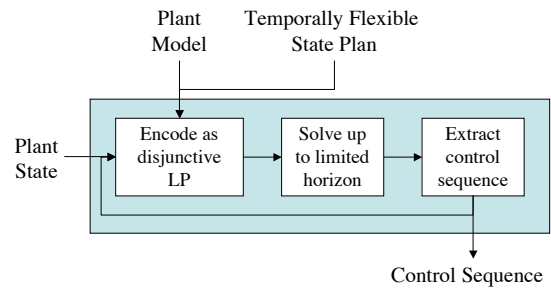 Plant
Model
Temporally Flexible
State Plan
Plant
State
Encode as
disjunctive
LP
Solve up
to limited
horizon
Extract
control
sequence
Control Sequence